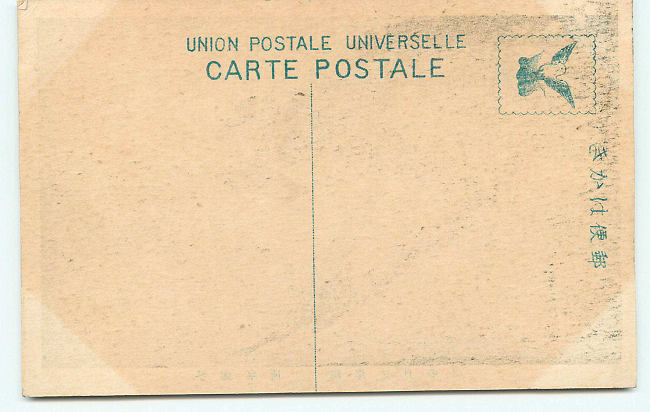 UNION POSTALE UNIVERSELLE
CARTE POSTALE
郵便はかき